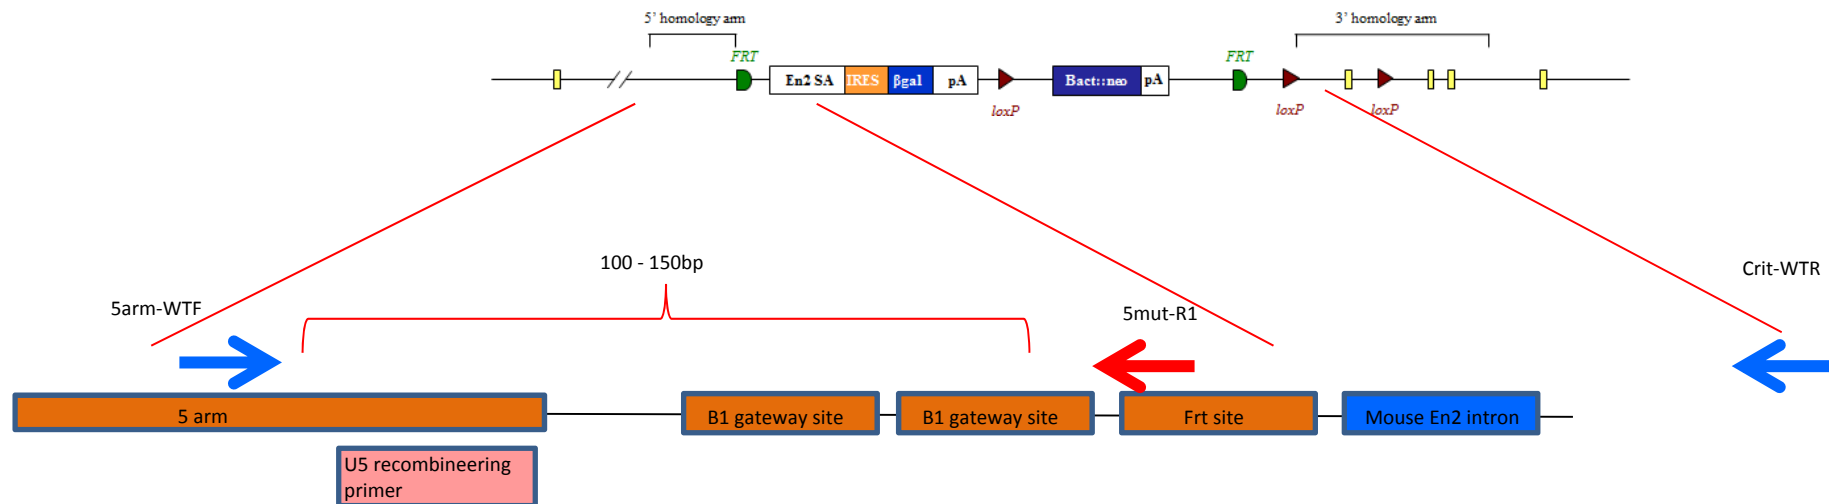 5' homology arm
3' homology arm
FRT
FRT
En2 SA
IRES
βgal
pA
Bact::neo
pA
loxP
loxP
loxP
100 - 150bp
Crit-WTR
5arm-WTF
5mut-R1
5 arm
B1 gateway site
B1 gateway site
Frt site
Mouse En2 intron
U5 recombineering
primer